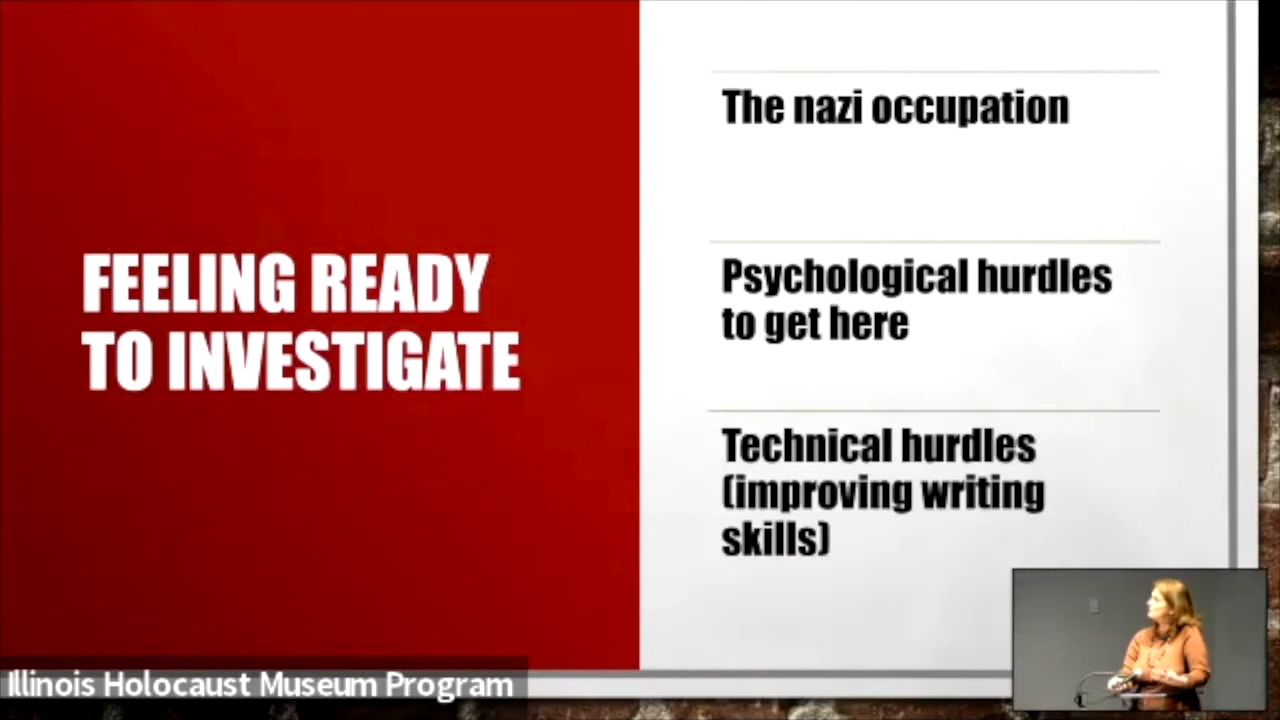 FEELING READY
TO INVESTIGATE
The nazi occupation
Psychological hurdles
to get here
Technical hurdles
(improving writing
skills)
Illinois Holocaust Museum Program